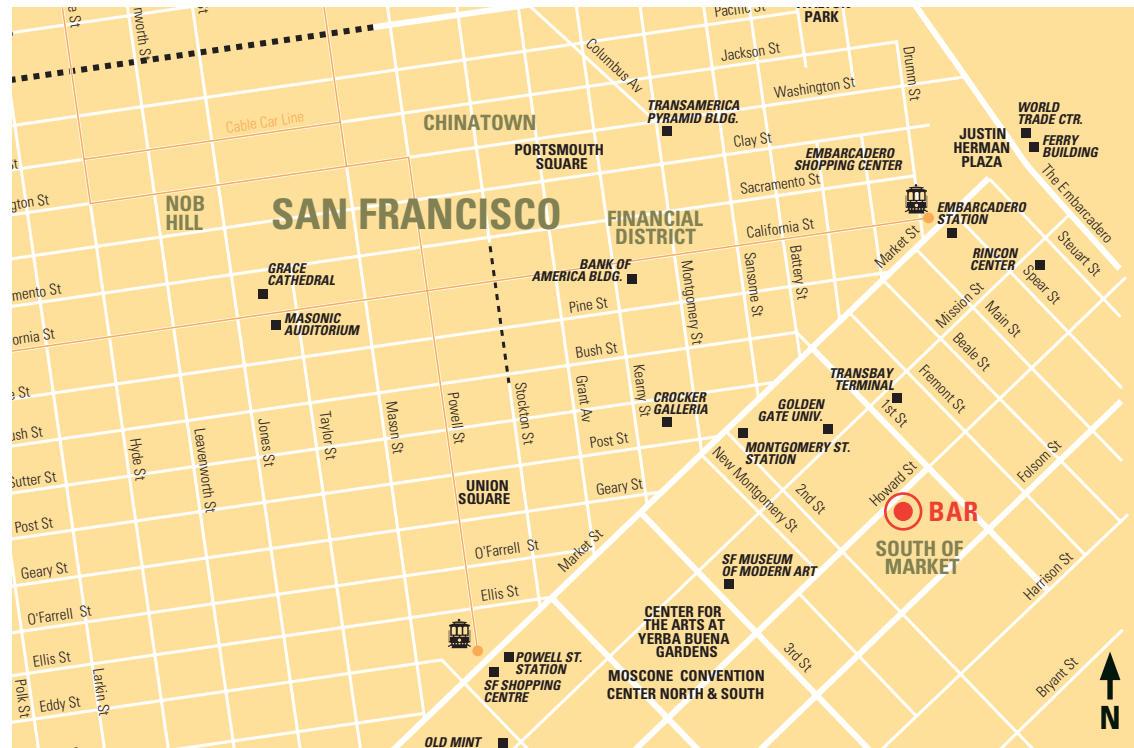 Pacific St
WALTON
PARK
Jackson St
Columbus Av
Drumm St
Washington St
TRANSAMERICA
PYRAMID BLDG.
WORLD
TRADE CTR.
Cable Car Line
CHINATOWN
Clay St
JUSTIN
HERMAN
PLAZA
FERRY
BUILDING
PORTSMOUTH
SQUARE
EMBARCADERO
SHOPPING CENTER
The Embarcadero
Sacramento St
NOB
HILL
SAN FRANCISCO
FINANCIAL
DISTRICT
California St
EMBARCADERO
STATION
Market St
Steuart St
RINCON
CENTER
Spear St
GRACE
CATHEDRAL
BANK OF
AMERICA BLDG.
Montgomery St
Sansome St
Battery St
mento St
Pine St
Mission St
Main St
MASONIC
AUDITORIUM
ornia St
Bush St
Beale St
Kearny St
TRANSBAY
TERMINAL
Fremont St
Grant Av
Stockton St
CROCKER
GALLERIA
GOLDEN
GATE UNIV.
1st St
Powell St
Mason St
Taylor St
Jones St
Leavenworth St
Hyde St
ush St
Post St
MONTGOMERY ST.
STATION
Folsom St
Sutter St
UNION
SQUARE
Geary St
New Montgomery St
2nd St
Howard St
BAR
Post St
O'Farrell St
Market St
SOUTH OF
MARKET
Geary St
SF MUSEUM
OF MODERN ART
Harrison St
Ellis St
O'Farrell St
CENTER FOR
THE ARTS AT
YERBA BUENA
GARDENS
3rd St
Ellis St
POWELL ST.
STATION
SF SHOPPING
CENTRE
MOSCONE CONVENTION
CENTER NORTH & SOUTH
Bryant St
Polk St
Larkin St
Eddy St
N
OLD MINT